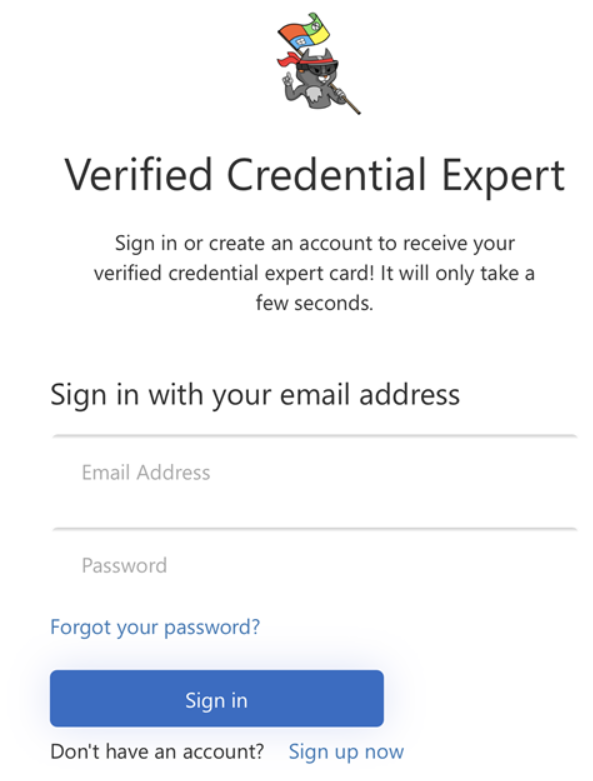 Verified Credential Expert
Sign in or create an account to receive your
verified credential expert card! It will only take a
few seconds.
Sign in with your email address
Email Address
Password
Forgot your password?
Sign in
Don't have an account? Sign up now